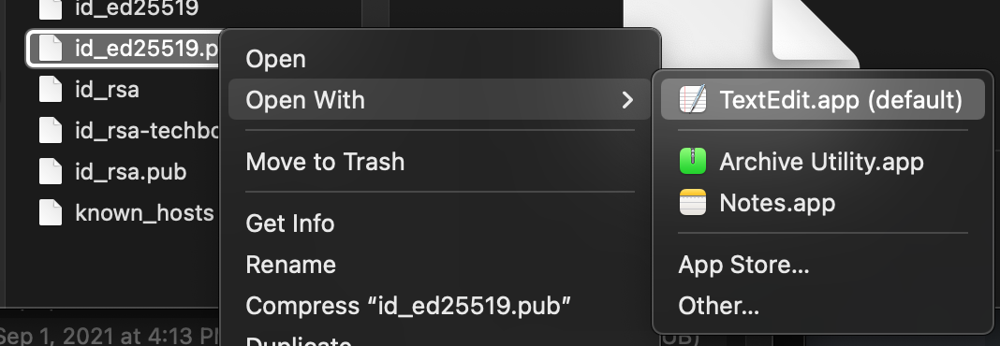 id_ed25519
id_ed25519.p
id_rsa
id_rsa-techbo
id_rsa.pub
known_hosts
Open
Open With
Move to Trash
Get Info
Rename
Compress “id_ed25519.pub”
Duplicate
TextEdit.app (default)
Archive Utility.app
Notes.app
App Store...
Other...
Sep 1, 2021 at 4:13 PM